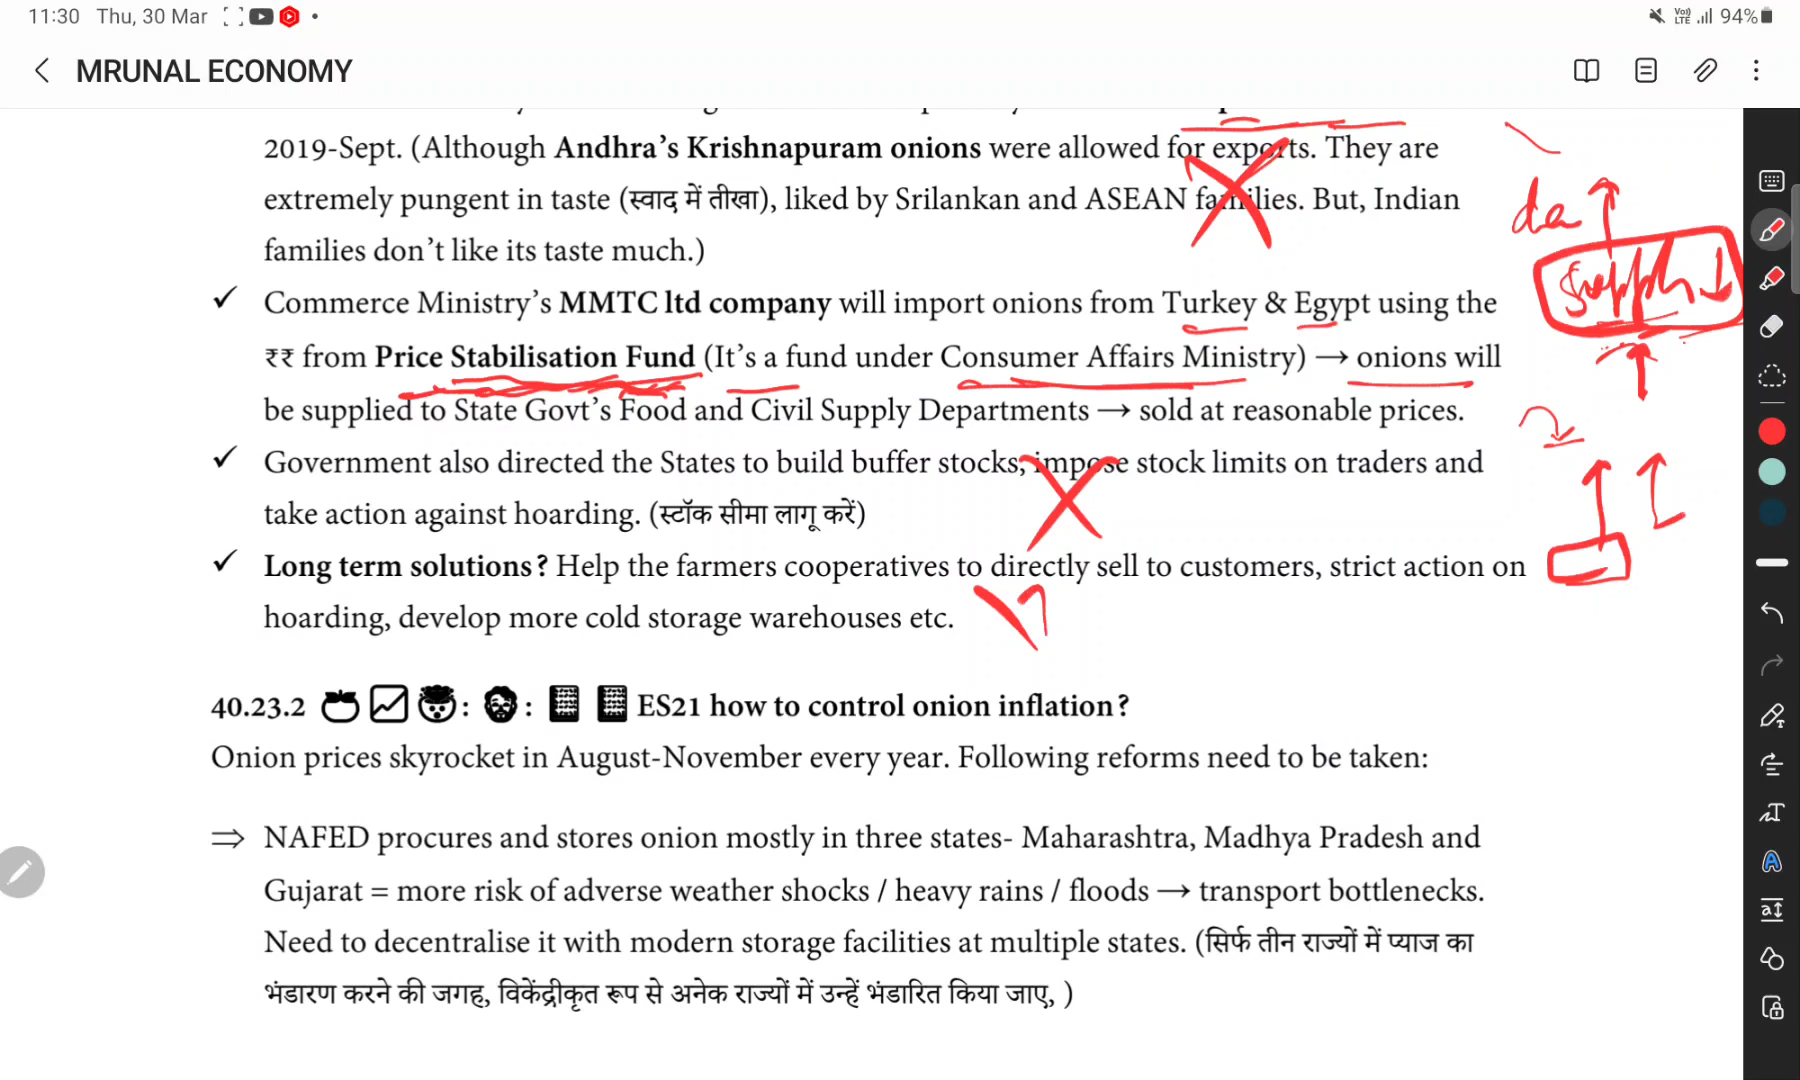 11:30 Thu, 30 Mar
Vo) LTE 94%
MRUNAL ECONOMY
2019-Sept. (Although Andhra’s Krishnapuram onions were allowed for exports. They are
extremely pungent in taste (स्वाद में तीखा), liked by Srilankan and ASEAN families. But, Indian
families don’t like its taste much.)
de
supply
✓ Commerce Ministry’s MMTC ltd company will import onions from Turkey & Egypt using the
₹₹ from Price Stabilisation Fund (It’s a fund under Consumer Affairs Ministry) → onions will
be supplied to State Govt’s Food and Civil Supply Departments → sold at reasonable prices.
✓ Government also directed the States to build buffer stocks, impose stock limits on traders and
take action against hoarding. (स्टॉक सीमा लागू करें)
✓ Long term solutions? Help the farmers cooperatives to directly sell to customers, strict action on
hoarding, develop more cold storage warehouses etc.
40.23.2 : : ES21 how to control onion inflation?
Onion prices skyrocket in August-November every year. Following reforms need to be taken:
⇒ NAFED procures and stores onion mostly in three states- Maharashtra, Madhya Pradesh and
Gujarat = more risk of adverse weather shocks / heavy rains / floods → transport bottlenecks.
Need to decentralise it with modern storage facilities at multiple states. (सिर्फ तीन राज्यों में प्याज का
भंडारण करने की जगह, विकेंद्रीकृत रूप से अनेक राज्यों में उन्हें भंडारित किया जाए, )